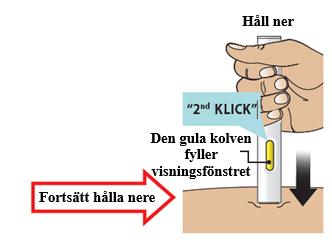 Håll ner
“2nd KLICK”
Den gula kolven
fyller
visningsfönstret
Fortsätt hålla nere